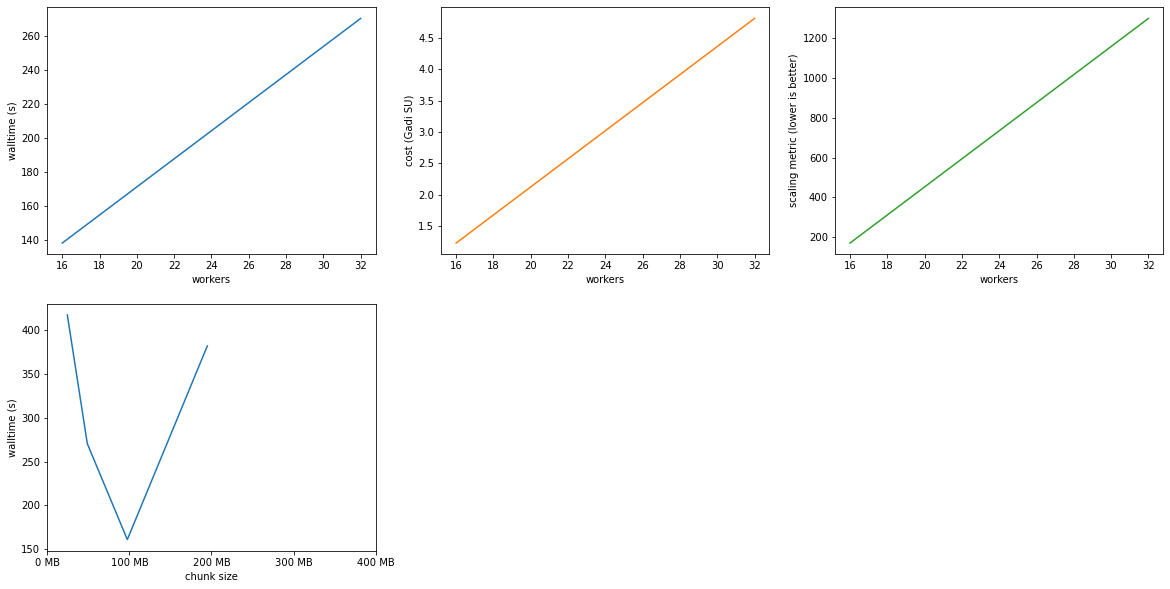 260
240
220
200
180
160
140
walltime (s)
16 18 20 22 24 26 28 30 32
workers
4.5
4.0
3.5
3.0
2.5
2.0
1.5
cost (Gadi SU)
16 18 20 22 24 26 28 30 32
workers
1200
1000
800
600
400
200
scaling metric (lower is better)
16 18 20 22 24 26 28 30 32
workers
400
350
300
250
200
150
walltime (s)
0 MB 100 MB 200 MB 300 MB 400 MB
chunk size